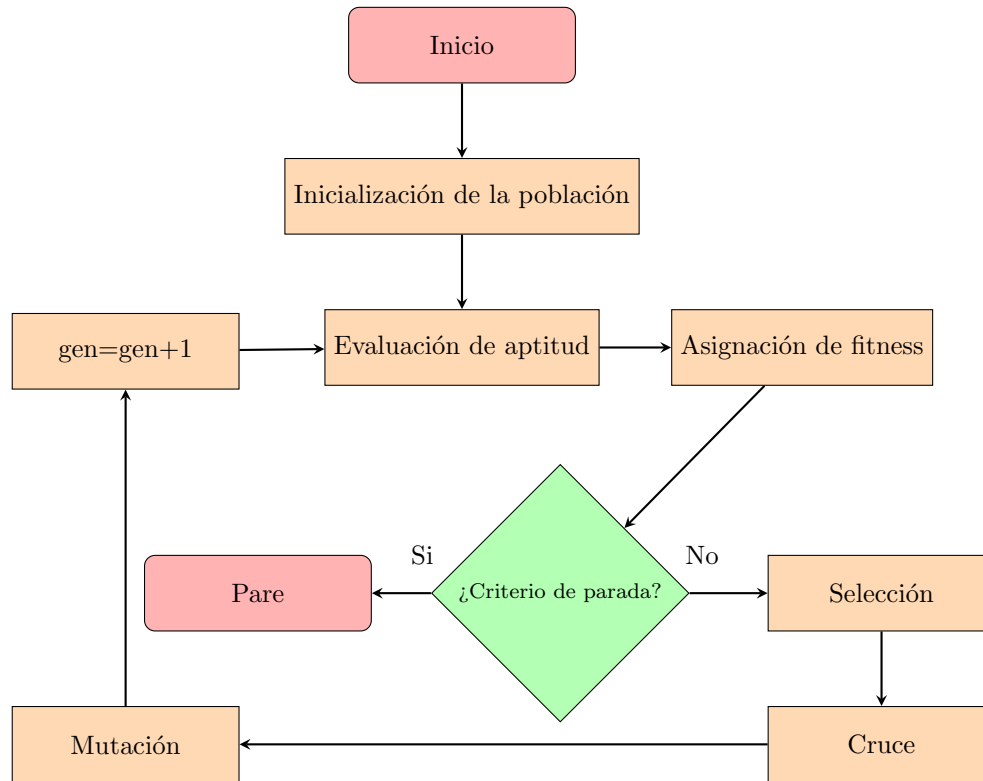 Inicio
Inicialización de la población
gen=gen+1
Evaluación de aptitud
Asignación de fitness
Si
No
Pare
¿Criterio de parada?
Selección
Mutación
Cruce